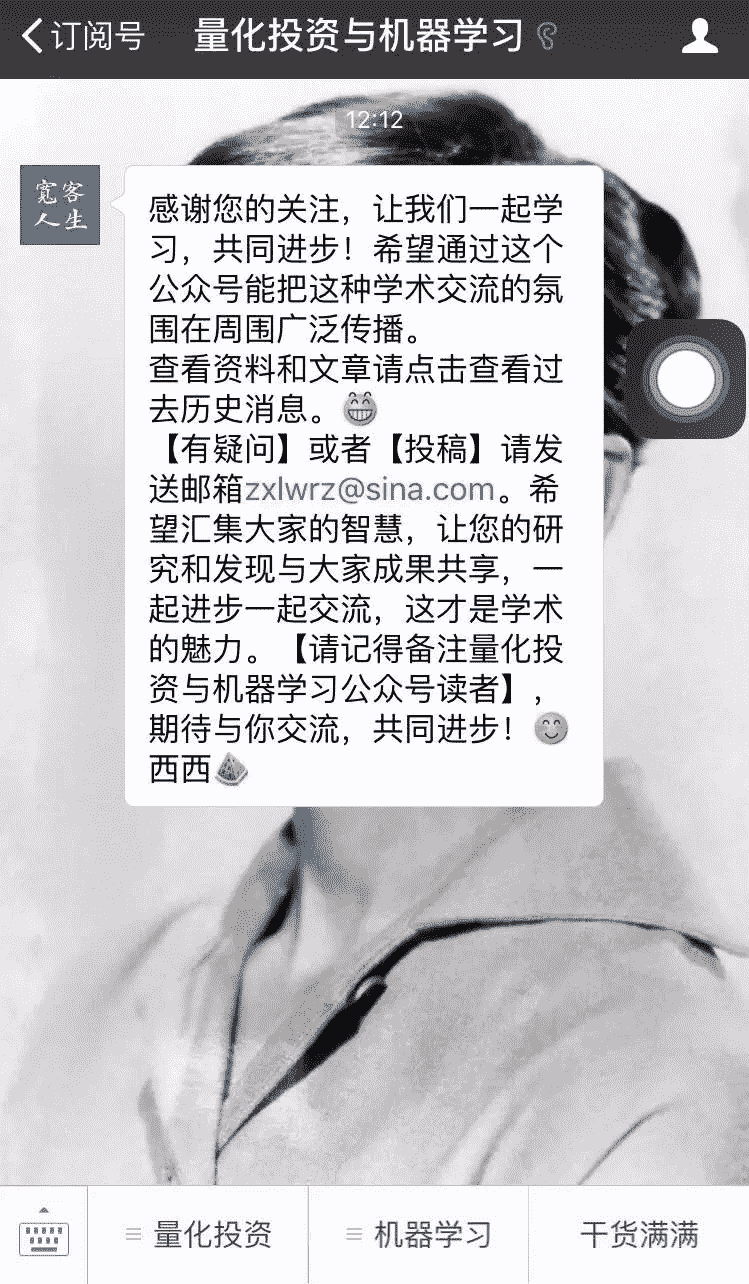 订阅号
量化投资与机器学习
12:12
宽客
人生
感谢您的关注，让我们一起学
习，共同进步！希望通过这个
公众号能把这种学术交流的氛
围在周围广泛传播。
查看资料和文章请点击查看过
去历史消息。😁
【有疑问】或者【投稿】请发
送邮箱zxlwrz@sina.com。希
望汇集大家的智慧，让您的研
究和发现与大家成果共享，一
起进步一起交流，这才是学术
的魅力。【请记得备注量化投
资与机器学习公众号读者】，
期待与你交流，共同进步！😊
西西🍉
量化投资
机器学习
干货满满